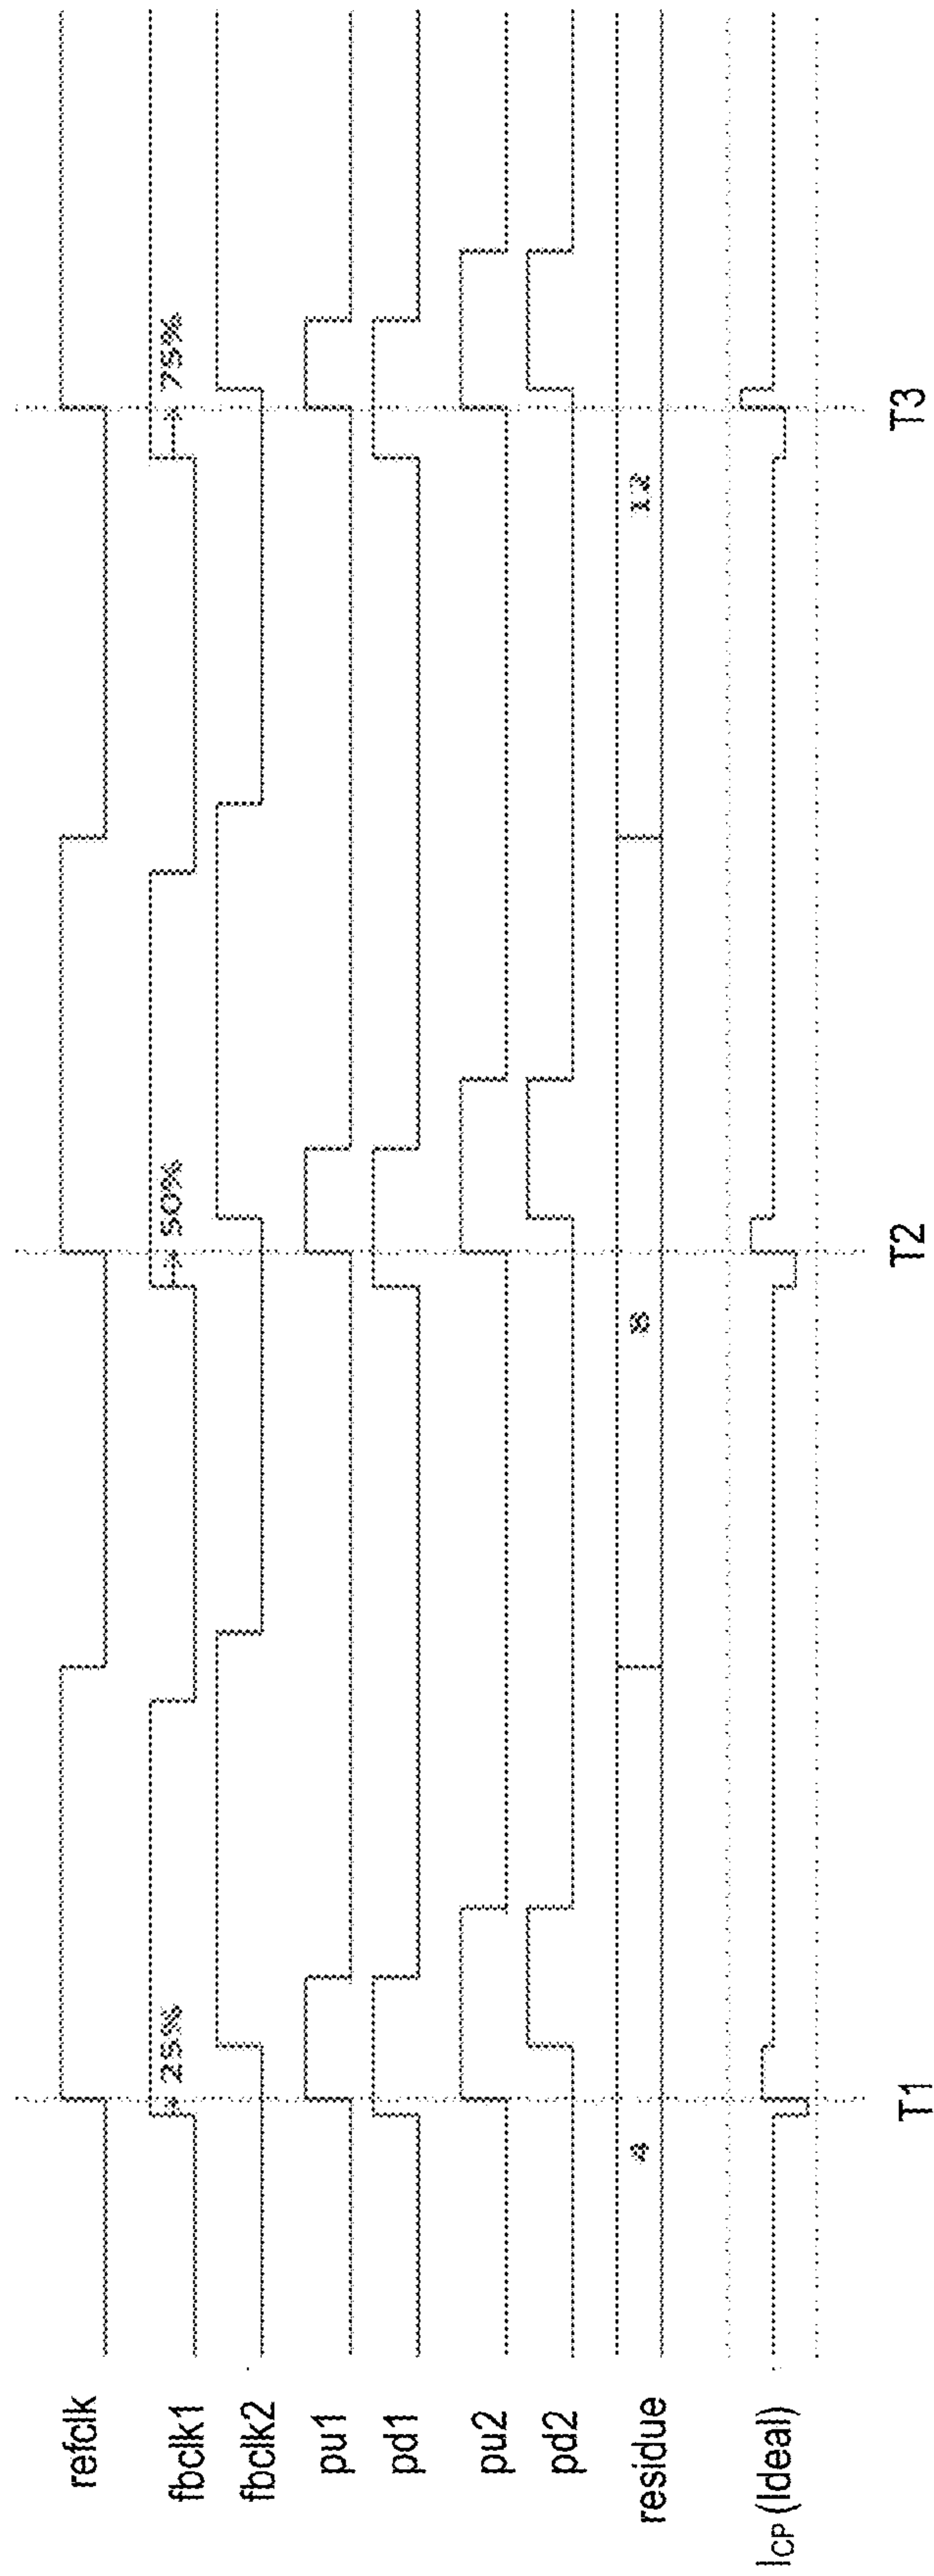 refclk
fbclk1
25%
50%
75%
fbclk2
pu1
pd1
pu2
pd2
residue
4
8
12
ICP (Ideal)
T1
T2
T3